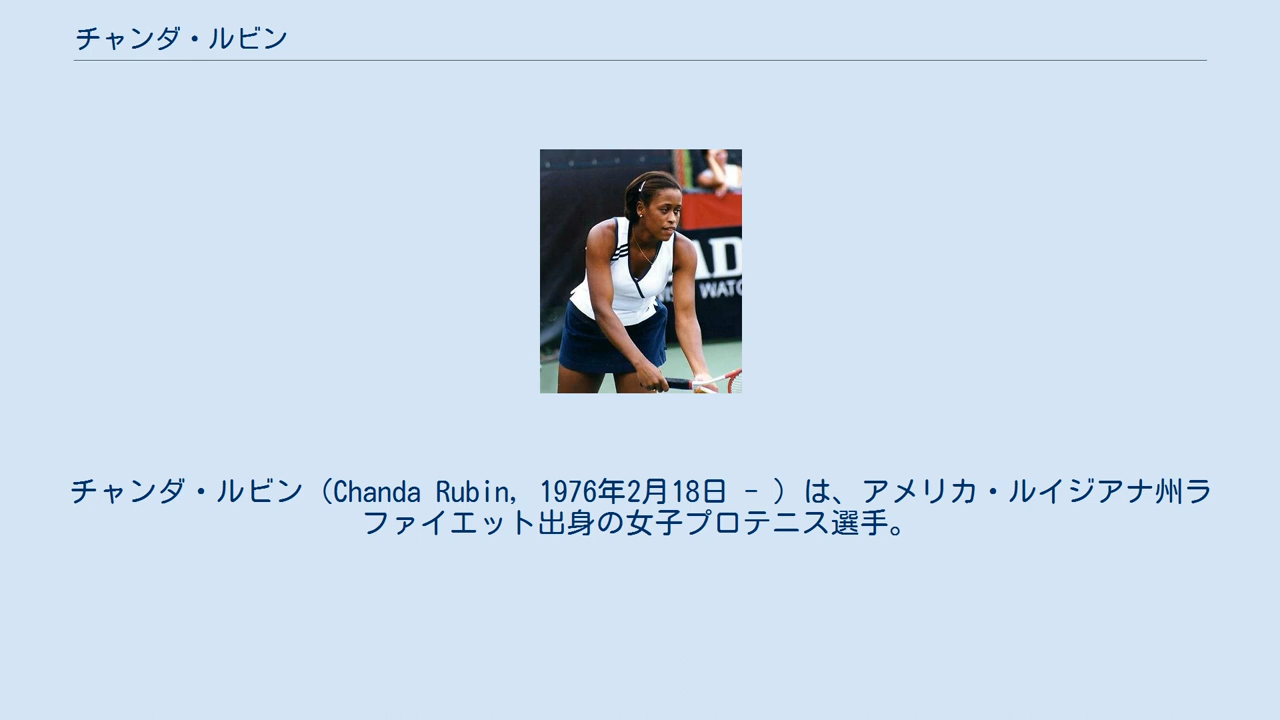 チャンダ・ルビン
AD
WATC
チャンダ・ルビン（Chanda Rubin, 1976年2月18日 - ）は、アメリカ・ルイジアナ州ラ
ファイエット出身の女子プロテニス選手。